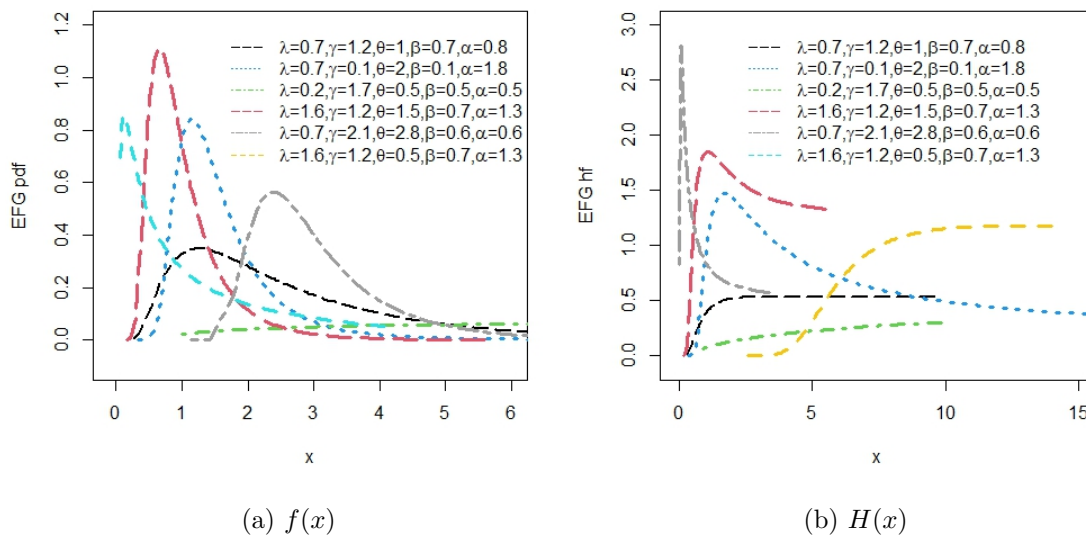 EFG pdf
1.2
1.0
0.8
0.6
0.4
0.2
0.0
λ=0.7,γ=1.2,θ=1,β=0.7,α=0.8
λ=0.7,γ=0.1,θ=2,β=0.1,α=1.8
λ=0.2,γ=1.7,θ=0.5,β=0.5,α=0.5
λ=1.6,γ=1.2,θ=1.5,β=0.7,α=1.3
λ=0.7,γ=2.1,θ=2.8,β=0.6,α=0.6
λ=1.6,γ=1.2,θ=0.5,β=0.7,α=1.3
0 1 2 3 4 5 6
x
(a) f(x)
EFG hf
3.0
2.5
2.0
1.5
1.0
0.5
0.0
λ=0.7,γ=1.2,θ=1,β=0.7,α=0.8
λ=0.7,γ=0.1,θ=2,β=0.1,α=1.8
λ=0.2,γ=1.7,θ=0.5,β=0.5,α=0.5
λ=1.6,γ=1.2,θ=1.5,β=0.7,α=1.3
λ=0.7,γ=2.1,θ=2.8,β=0.6,α=0.6
λ=1.6,γ=1.2,θ=0.5,β=0.7,α=1.3
0 5 10 15
x
(b) H(x)